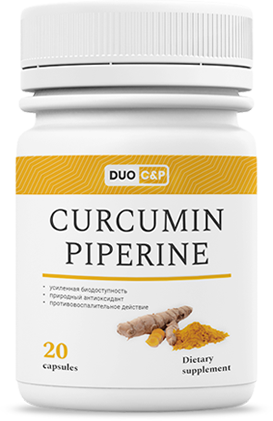 DUO C&P
CURCUMIN
PIPERINE
• усиленная биодоступность
• природный антиоксидант
• противовоспалительное действие
20
capsules
Dietary
supplement